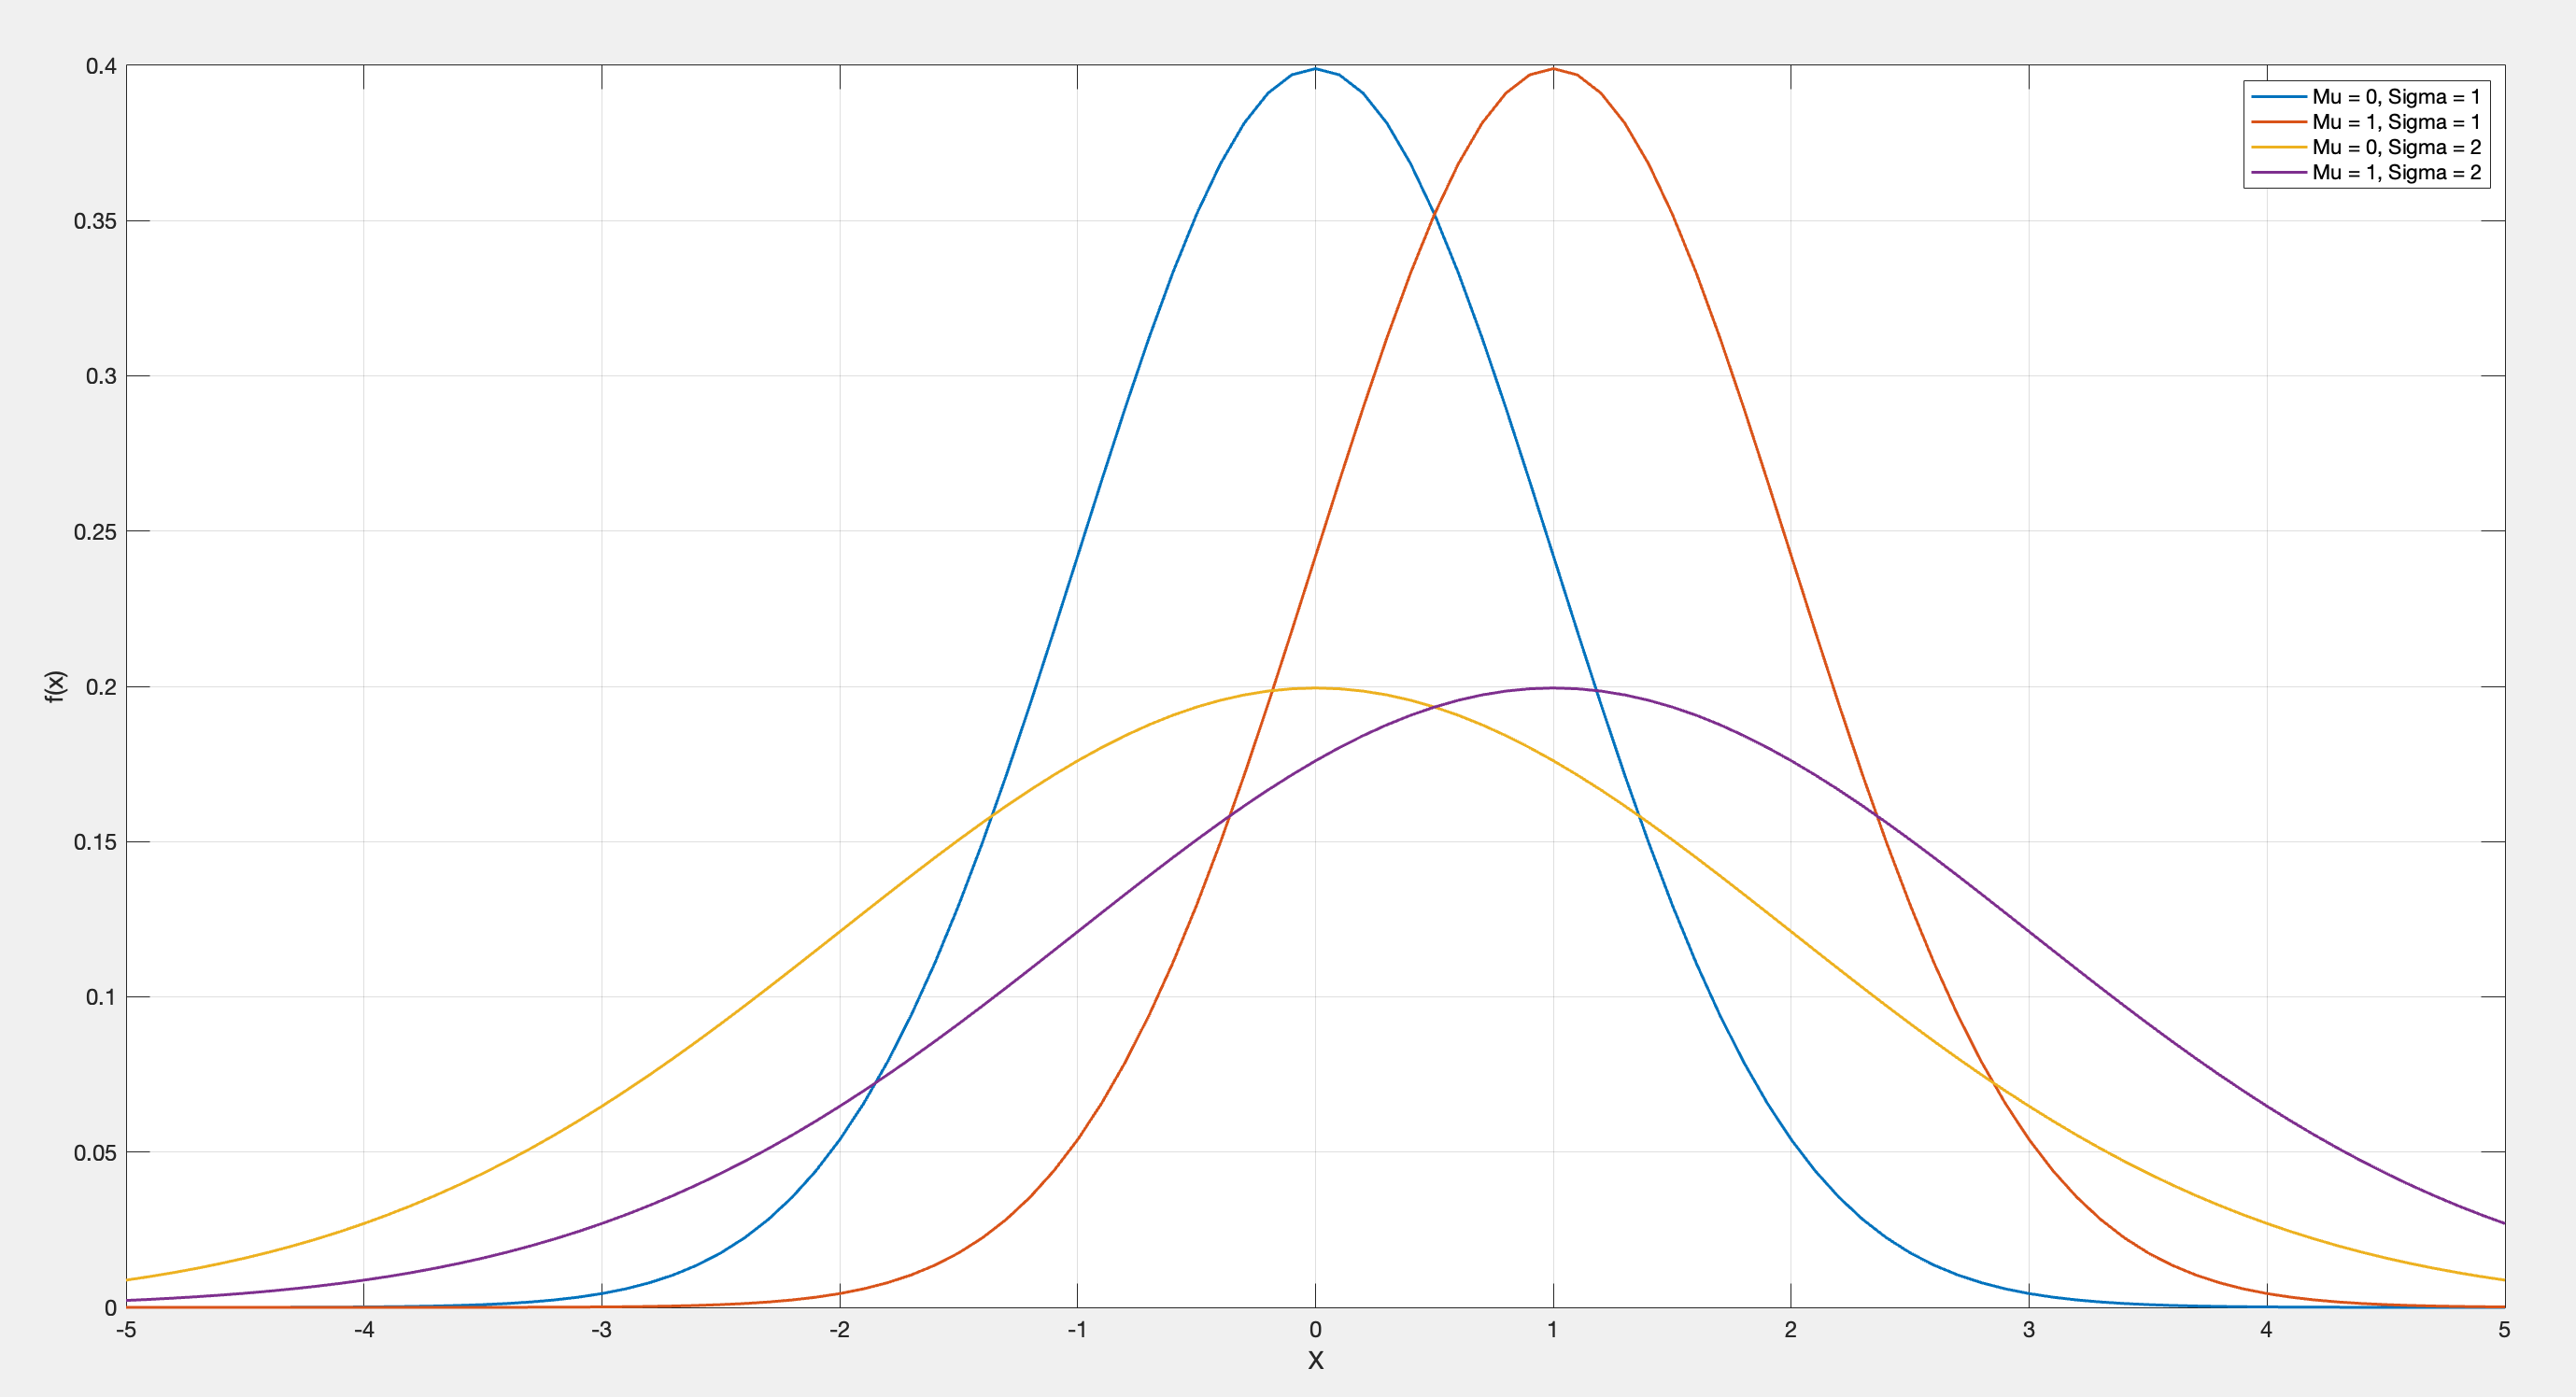 Mu = 0, Sigma = 1
Mu = 1, Sigma = 1
Mu = 0, Sigma = 2
Mu = 1, Sigma = 2
0.4
0.35
0.3
0.25
0.2
0.15
0.1
0.05
0
f(x)
-5 -4 -3 -2 -1 0 1 2 3 4 5
X